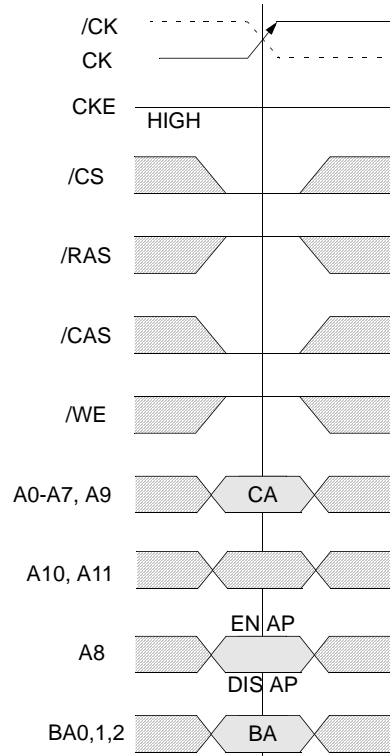 /CK
CK
CKE
HIGH
/CS
/RAS
/CAS
/WE
A0-A7, A9
CA
A10, A11
EN AP
A8
DIS AP
BA0,1,2
BA